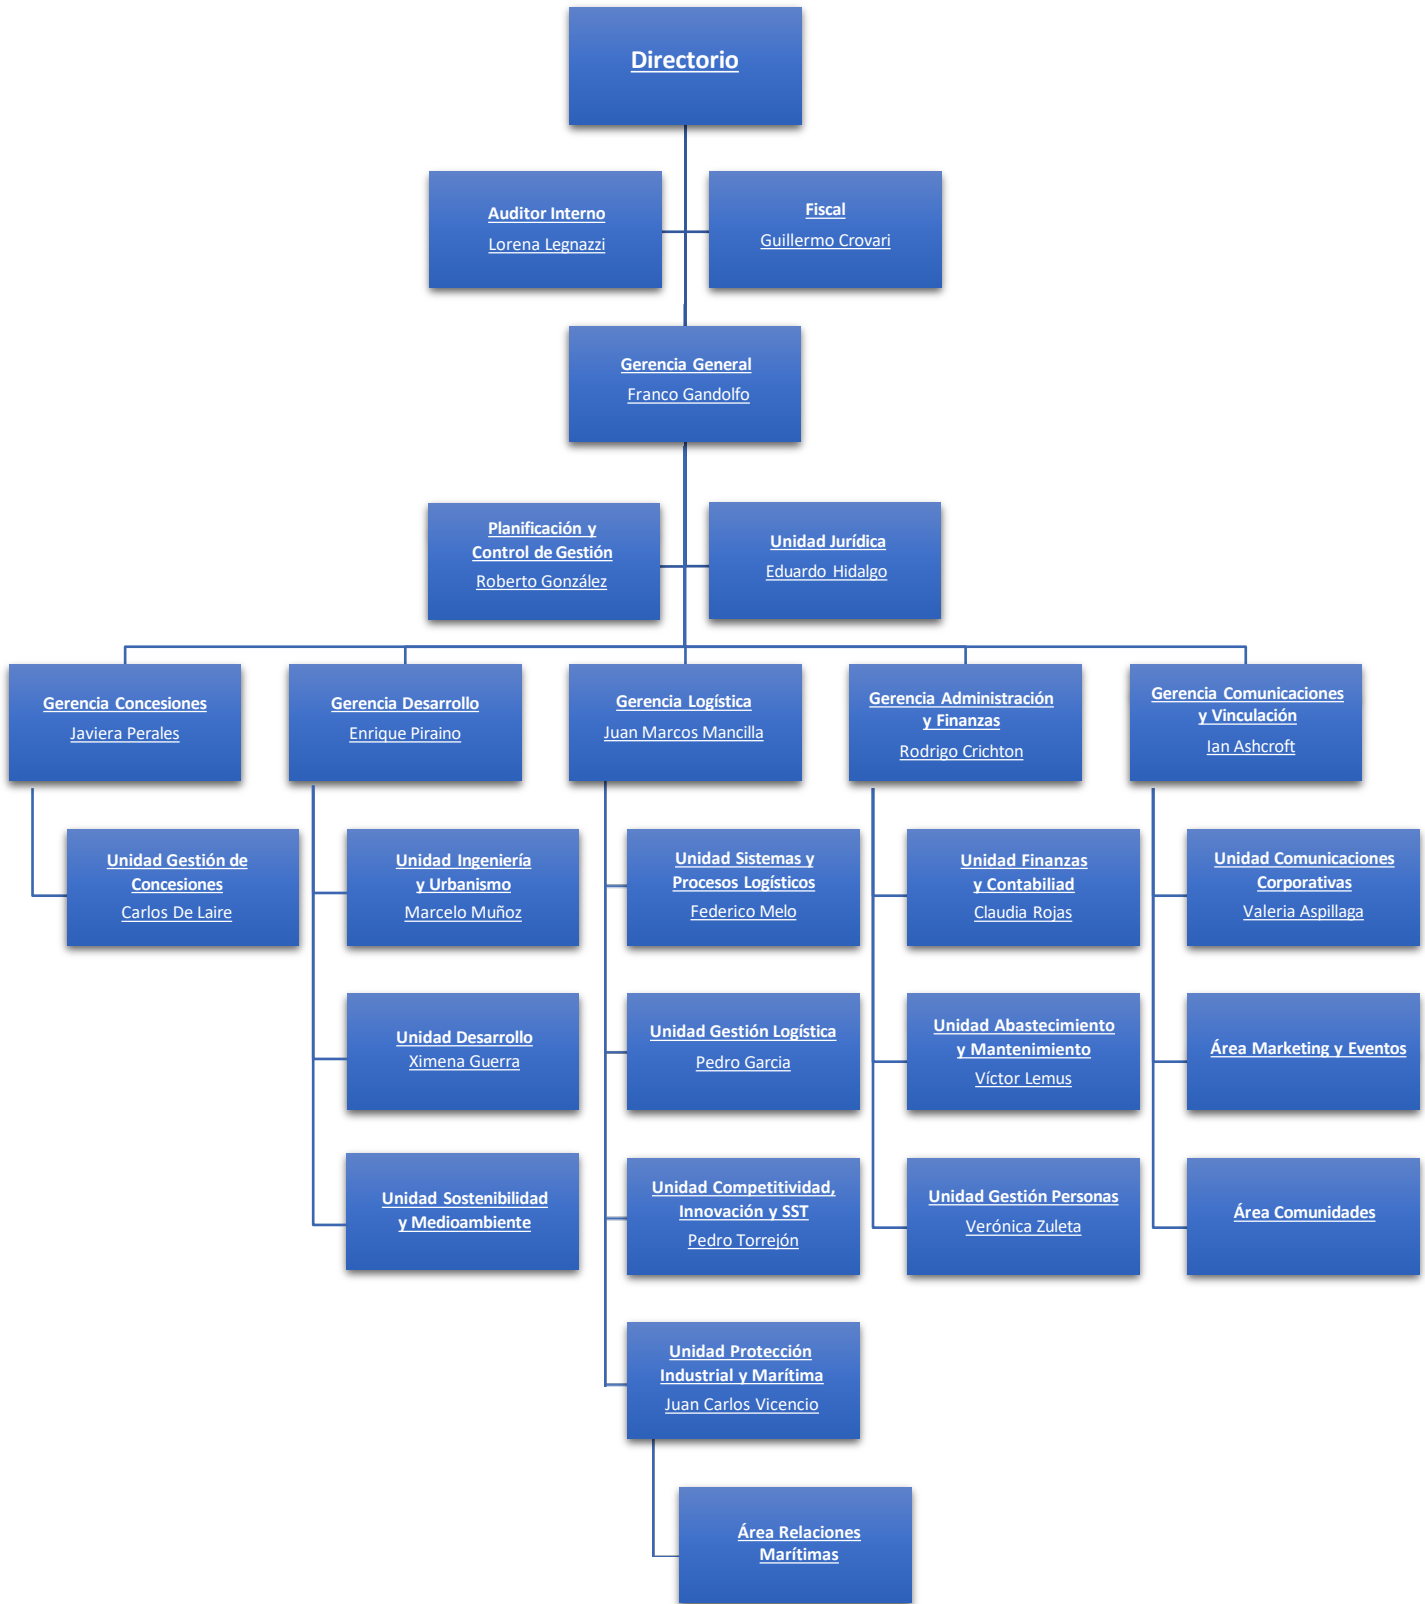 Directorio
Auditor Interno
Lorena Legnazzi
Fiscal
Guillermo Crovari
Gerencia General
Franco Gandolfo
Planificación y
Control de Gestión
Roberto González
Unidad Jurídica
Eduardo Hidalgo
Gerencia Concesiones
Javiera Perales
Gerencia Desarrollo
Enrique Piraino
Gerencia Logística
Juan Marcos Mancilla
Gerencia Administración
y Finanzas
Rodrigo Crichton
Gerencia Comunicaciones
y Vinculación
Ian Ashcroft
Unidad Gestión de
Concesiones
Carlos De Laire
Unidad Ingeniería
y Urbanismo
Marcelo Muñoz
Unidad Sistemas y
Procesos Logísticos
Federico Melo
Unidad Finanzas
y Contabiliad
Claudia Rojas
Unidad Comunicaciones
Corporativas
Valeria Aspillaga
Unidad Desarrollo
Ximena Guerra
Unidad Gestión Logística
Pedro Garcia
Unidad Abastecimiento
y Mantenimiento
Víctor Lemus
Área Marketing y Eventos
Unidad Sostenibilidad
y Medioambiente
Unidad Competitividad,
Innovación y SST
Pedro Torrejón
Unidad Gestión Personas
Verónica Zuleta
Área Comunidades
Unidad Protección
Industrial y Marítima
Juan Carlos Vicencio
Área Relaciones
Marítimas